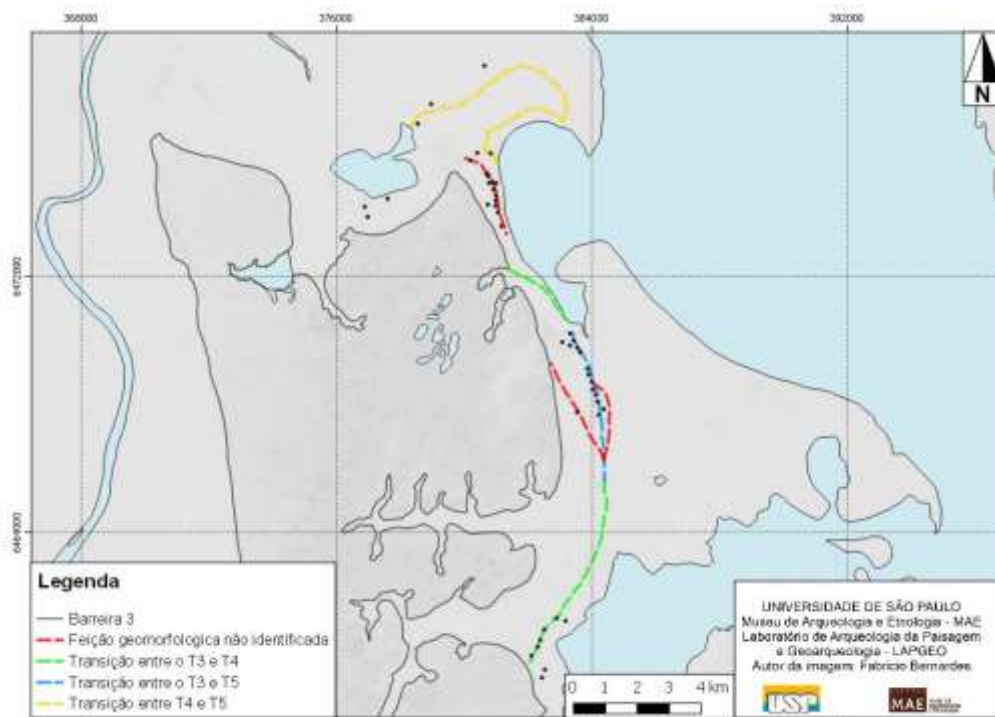 368000
376000
384000
392000
N
6472000
6464000
Legenda
Barreira 3
Feição geomorfologica não identificada
Transição entre o T3 e T4
Transição entre o T3 e T5
Transição entre T4 e T5
0 1 2 3 4 km
UNIVERSIDADE DE SÃO PAULO
Museu de Arqueologia e Etnologia - MAE
Laboratório de Arqueologia da Paisagem
e Geoarqueologia - LAPGEO
Autor da imagem: Fabricio Bernardes
USP
MAE